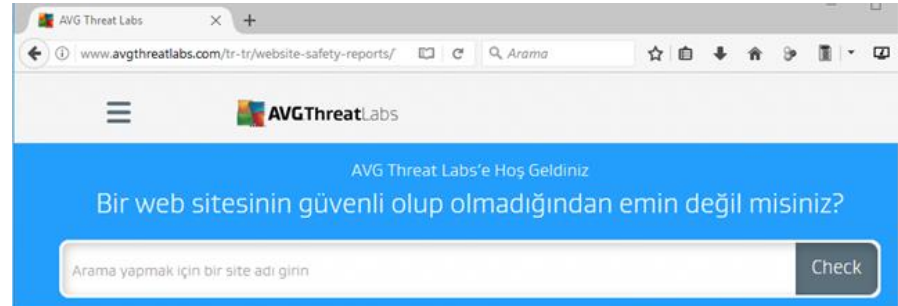 AVG Threat Labs
www.avgthreatlabs.com/tr-tr/website-safety-reports/
Arama
AVGThreatLabs
AVG Threat Labs'e Hoş Geldiniz
Bir web sitesinin güvenli olup olmadığından emin değil misiniz?
Arama yapmak için bir site adı girin
Check